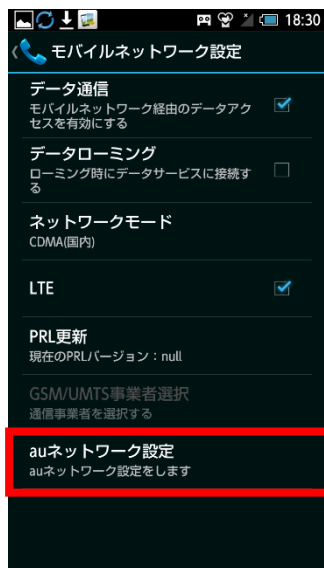 18:30
モバイルネットワーク設定
データ通信
モバイルネットワーク経由のデータアク
セスを有効にする
データローミング
ローミング時にデータサービスに接続す
る
ネットワークモード
CDMA(国内)
LTE
PRL更新
現在のPRLバージョン：null
GSM/UMTS事業者選択
通信事業者を選択する
auネットワーク設定
auネットワーク設定をします